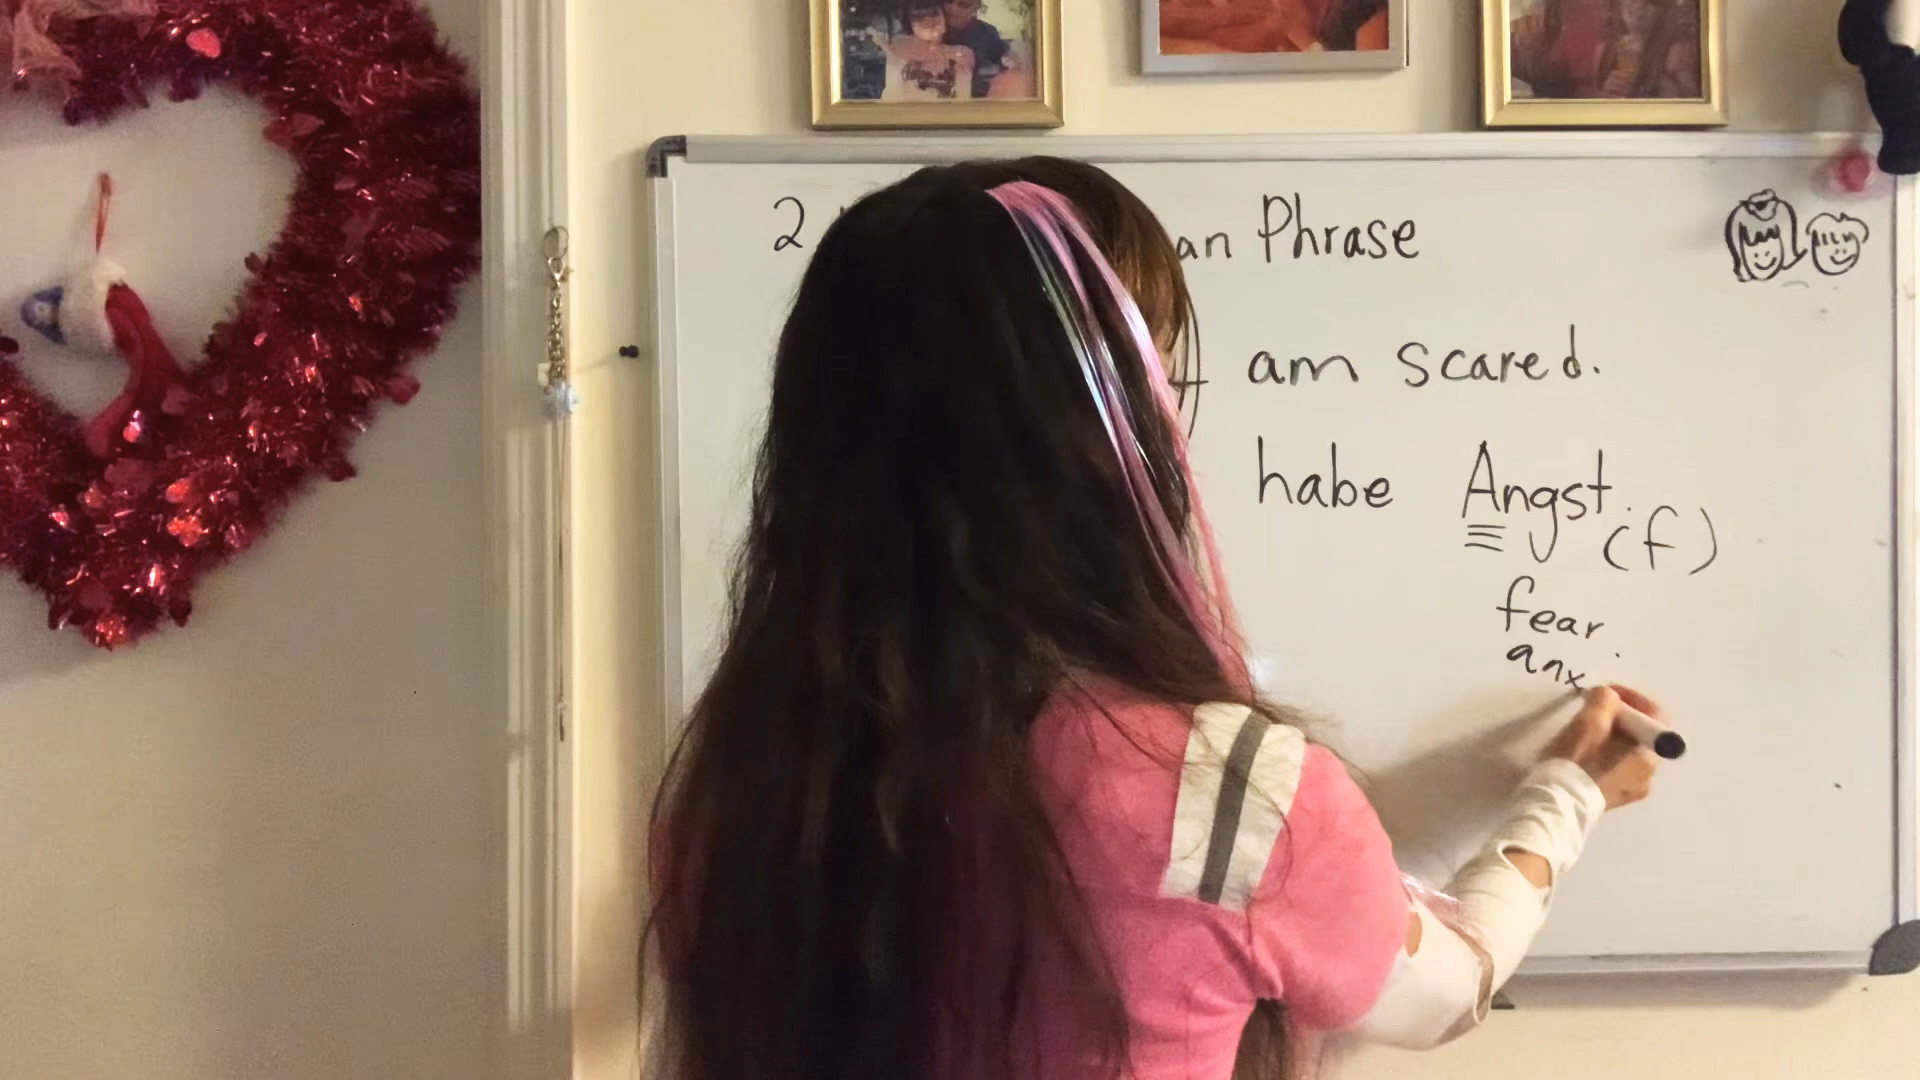 2 an Phrase
am scared.
habe Angst.
(f)
fear
anx